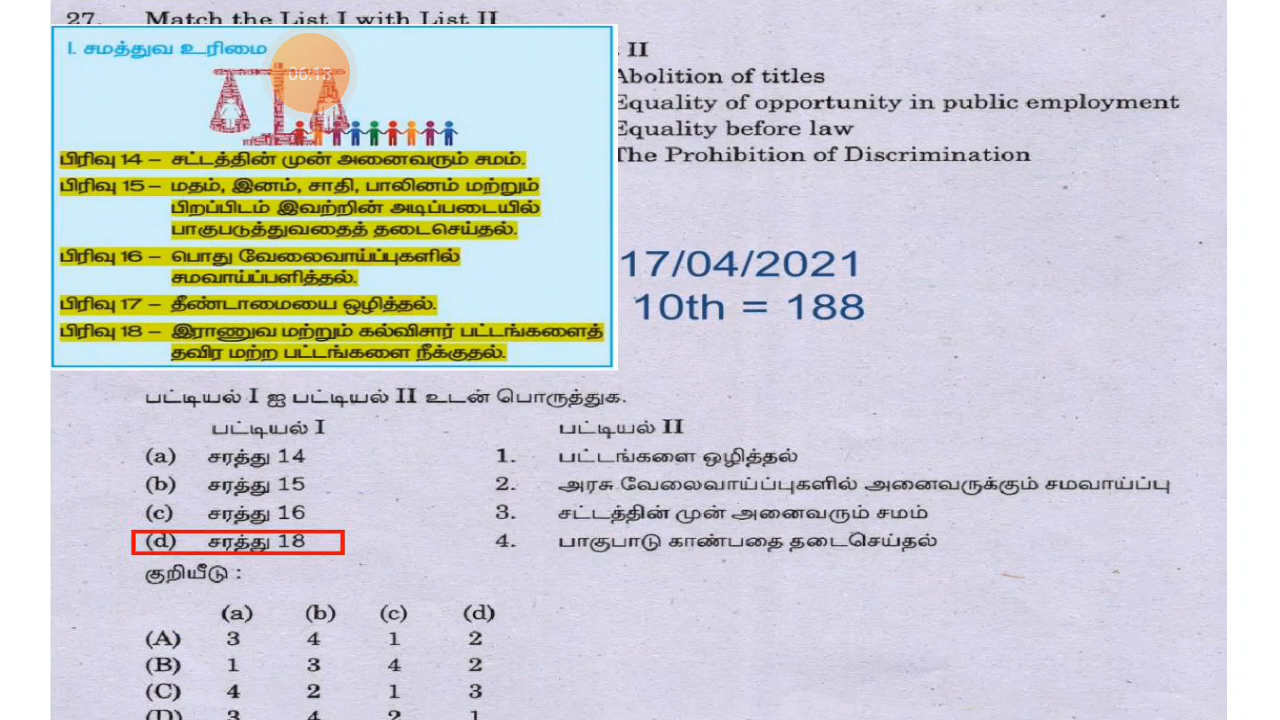 27. Match the List I with List II
I. சமத்துவ உரிமை
06:13
பிரிவு 14 – சட்டத்தின் முன் அனைவரும் சமம்.
பிரிவு 15 – மதம், இனம், சாதி, பாலினம் மற்றும்
பிறப்பிடம் இவற்றின் அடிப்படையில்
பாகுபடுத்துவதைத் தடைசெய்தல்.
பிரிவு 16 – பொது வேலைவாய்ப்புகளில்
சமவாய்ப்பளித்தல்.
பிரிவு 17 – தீண்டாமையை ஒழித்தல்.
பிரிவு 18 – இராணுவ மற்றும் கல்விசார் பட்டங்களைத்
தவிர மற்ற பட்டங்களை நீக்குதல்.
II
Abolition of titles
Equality of opportunity in public employment
Equality before law
The Prohibition of Discrimination
17/04/2021
10th = 188
பட்டியல் I ஐ பட்டியல் II உடன் பொருத்துக.
பட்டியல் I பட்டியல் II
(a) சரத்து 14 1. பட்டங்களை ஒழித்தல்
(b) சரத்து 15 2. அரசு வேலைவாய்ப்புகளில் அனைவருக்கும் சமவாய்ப்பு
(c) சரத்து 16 3. சட்டத்தின் முன் அனைவரும் சமம்
(d) சரத்து 18 4. பாகுபாடு காண்பதை தடைசெய்தல்
குறியீடு :
(a) (b) (c) (d)
(A) 3 4 1 2
(B) 1 3 4 2
(C) 4 2 1 3
(D) 3 4 2 1